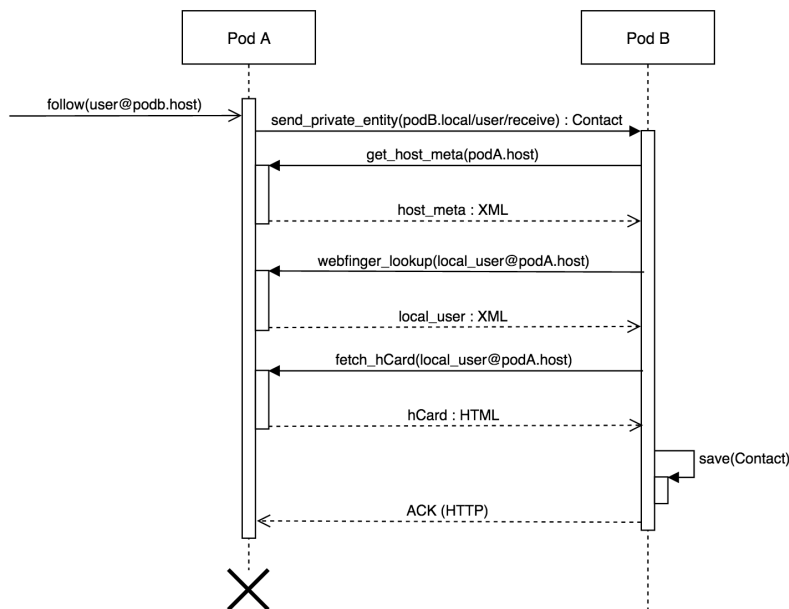 Pod A
Pod B
follow(user@podb.host)
send_private_entity(podB.local/user/receive) : Contact
get_host_meta(podA.host)
host_meta : XML
webfinger_lookup(local_user@podA.host)
local_user : XML
fetch_hCard(local_user@podA.host)
hCard : HTML
save(Contact)
ACK (HTTP)